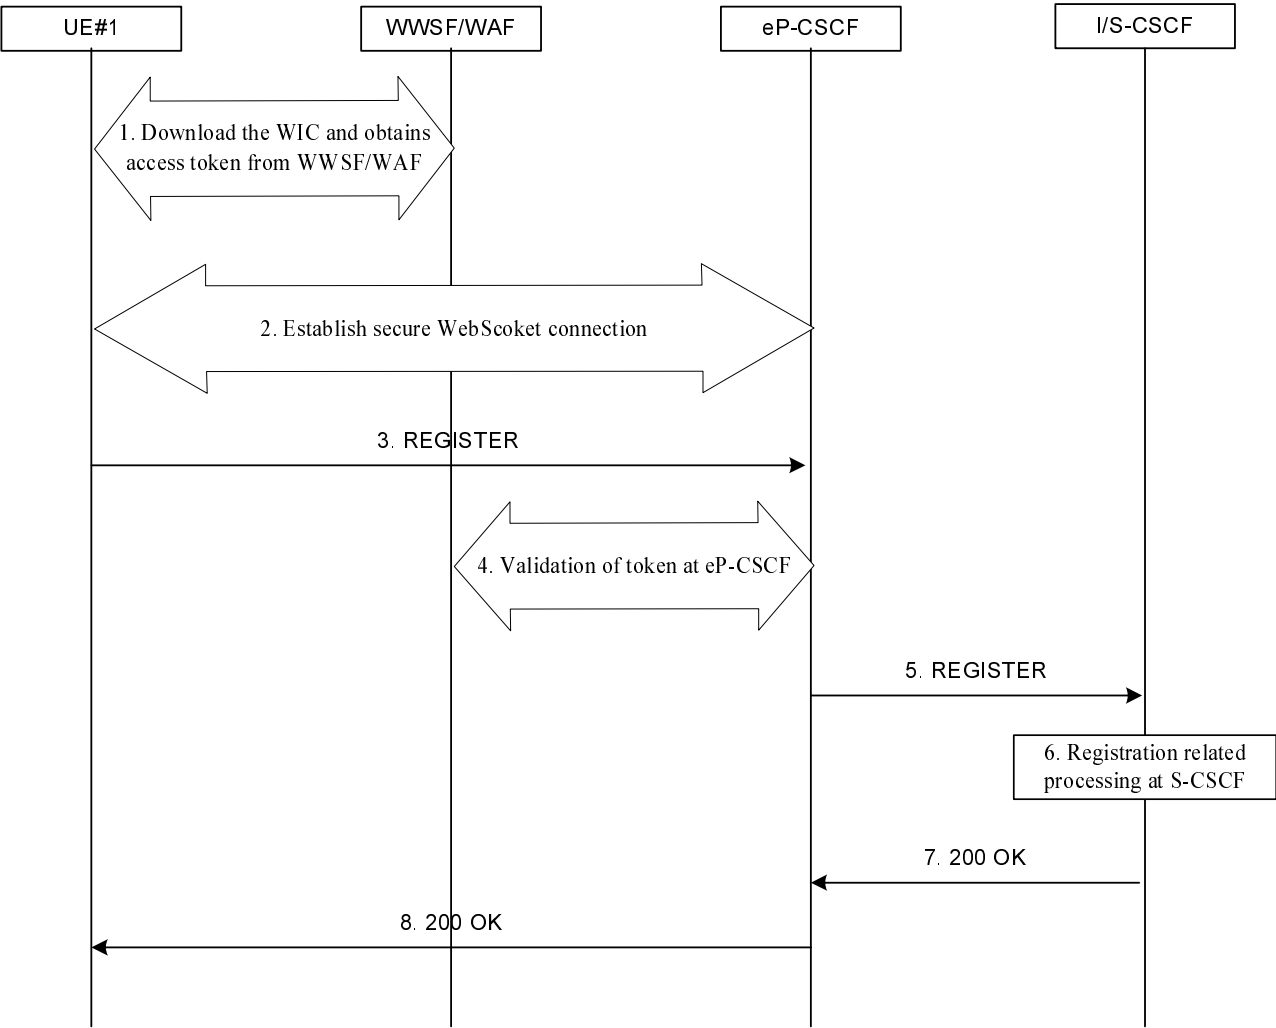 UE#1
WWSF/WAF
eP-CSCF
I/S-CSCF
1. Download the WIC and obtains
access token from WWSF/WAF
2. Establish secure WebScoket connection
3. REGISTER
4. Validation of token at eP-CSCF
5. REGISTER
6. Registration related
processing at S-CSCF
7. 200 OK
8. 200 OK